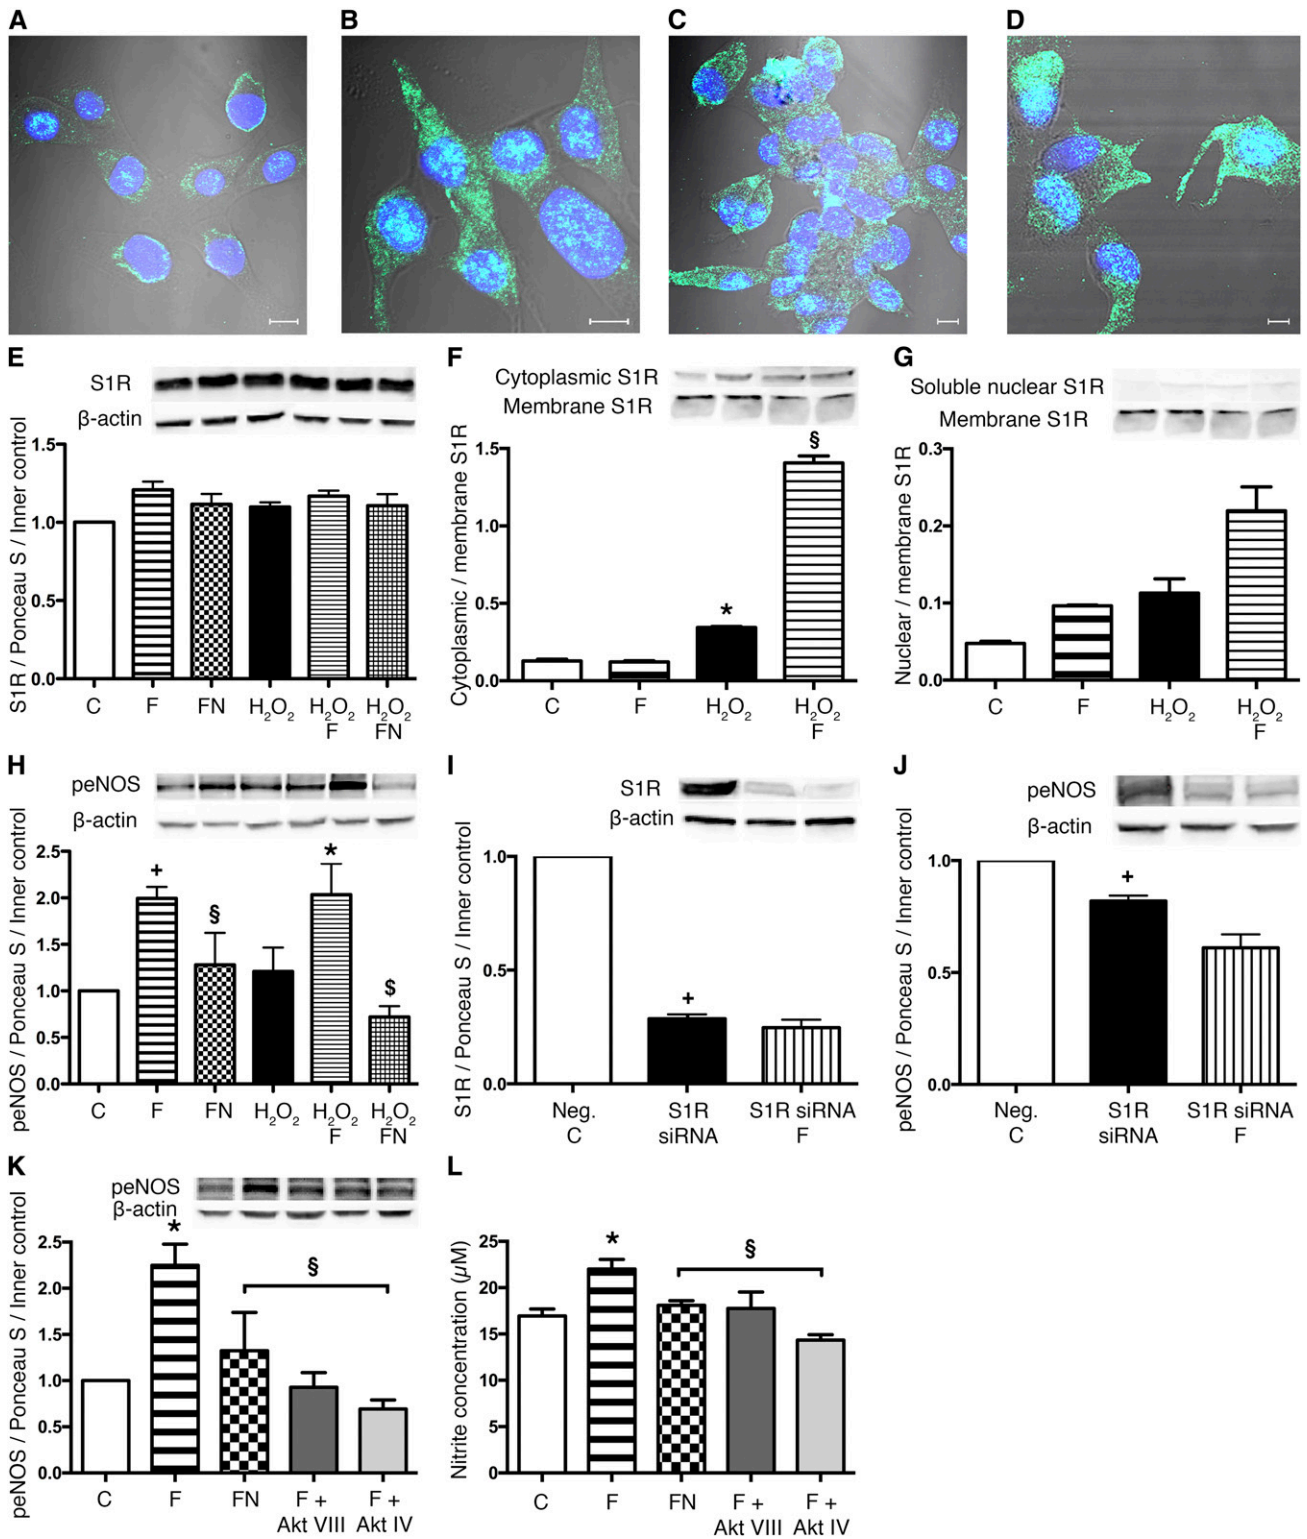 A
B
C
D
E
S1R
β-actin
S1R / Ponceau S / Inner control
1.5
1.0
0.5
0.0
C
F
FN
H₂O₂
H₂O₂ F
H₂O₂ FN
F
Cytoplasmic S1R
Membrane S1R
Cytoplasmic / membrane S1R
1.5
1.0
0.5
0.0
*
§
C
F
H₂O₂
H₂O₂ F
G
Soluble nuclear S1R
Membrane S1R
Nuclear / membrane S1R
0.3
0.2
0.1
0.0
C
F
H₂O₂
H₂O₂ F
H
peNOS
β-actin
peNOS / Ponceau S / Inner control
2.5
2.0
1.5
1.0
0.5
0.0
+
§
*
$
C
F
FN
H₂O₂
H₂O₂ F
H₂O₂ FN
I
S1R
β-actin
S1R / Ponceau S / Inner control
1.0
0.5
0.0
+
Neg. C
S1R siRNA
S1R siRNA F
J
peNOS
β-actin
peNOS / Ponceau S / Inner control
1.0
0.5
0.0
+
Neg. C
S1R siRNA
S1R siRNA F
K
peNOS
β-actin
peNOS / Ponceau S / Inner control
2.5
2.0
1.5
1.0
0.5
0.0
*
§
C
F
FN
F + Akt VIII
F + Akt IV
L
Nitrite concentration (µM)
25
20
15
10
5
0
*
§
C
F
FN
F + Akt VIII
F + Akt IV